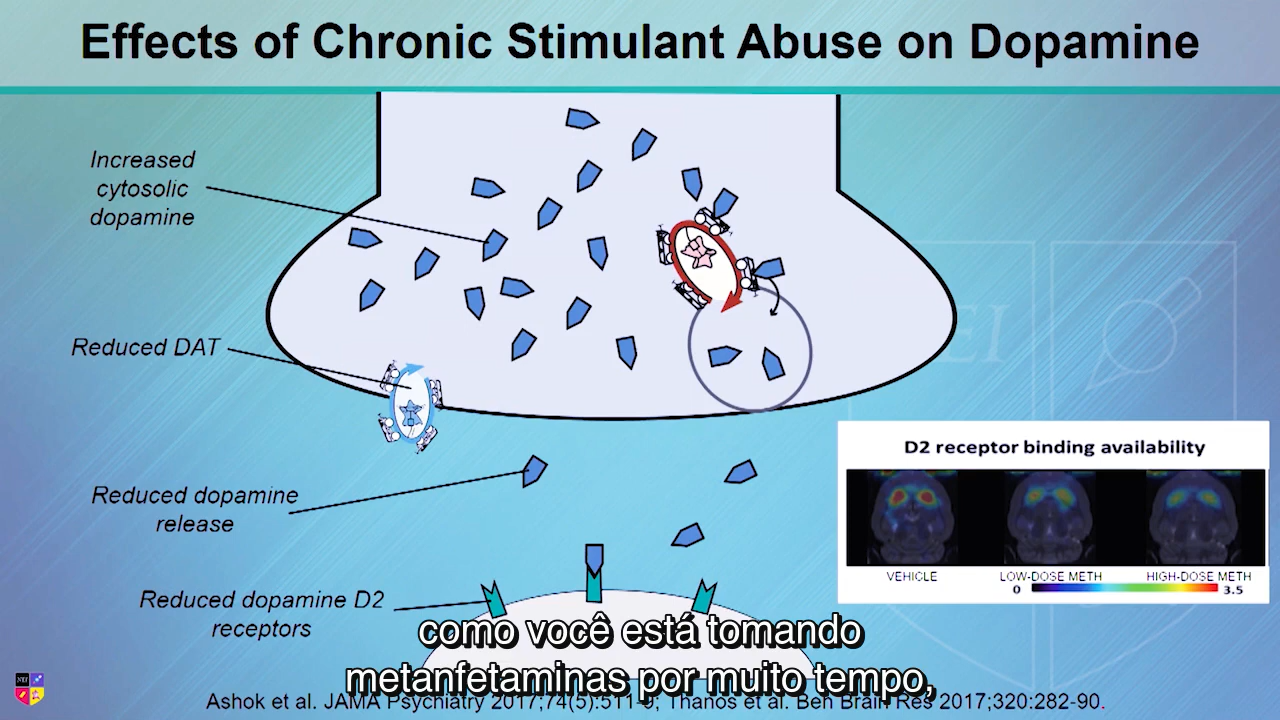 Effects of Chronic Stimulant Abuse on Dopamine
Increased
cytosolic
dopamine
Reduced DAT
Reduced dopamine
release
Reduced dopamine D2
receptors
D2 receptor binding availability
VEHICLE
LOW-DOSE METH
HIGH-DOSE METH
0
3.5
NEI
como você está tomando
metanfetaminas por muito tempo,
Ashok et al. JAMA Psychiatry 2017;74(5):511-9; Thanos et al. Ben Brain Res 2017;320:282-90.
NEI